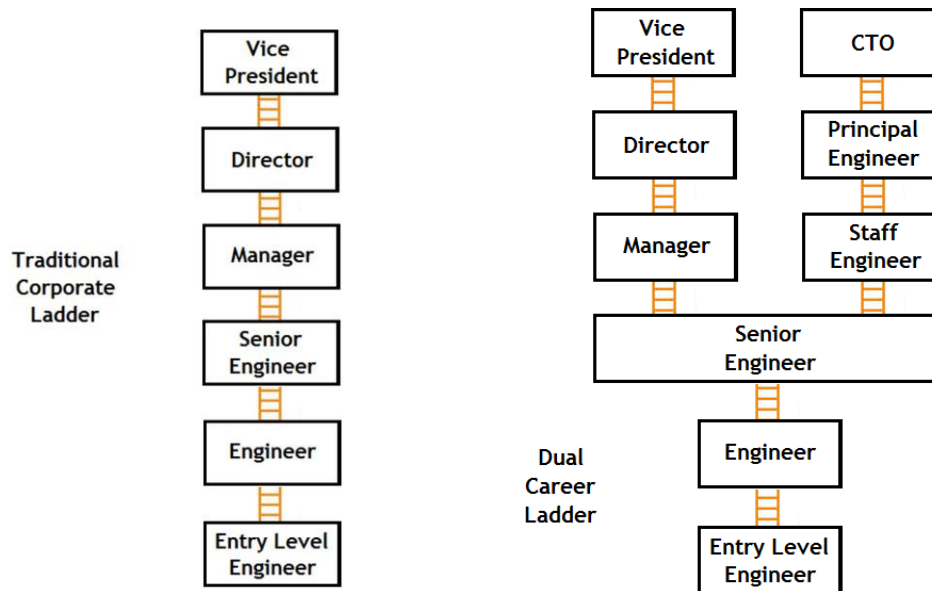 Traditional
Corporate
Ladder
Vice
President
Director
Manager
Senior
Engineer
Engineer
Entry Level
Engineer
Dual
Career
Ladder
Vice
President
Director
Manager
CTO
Principal
Engineer
Staff
Engineer
Senior
Engineer
Engineer
Entry Level
Engineer